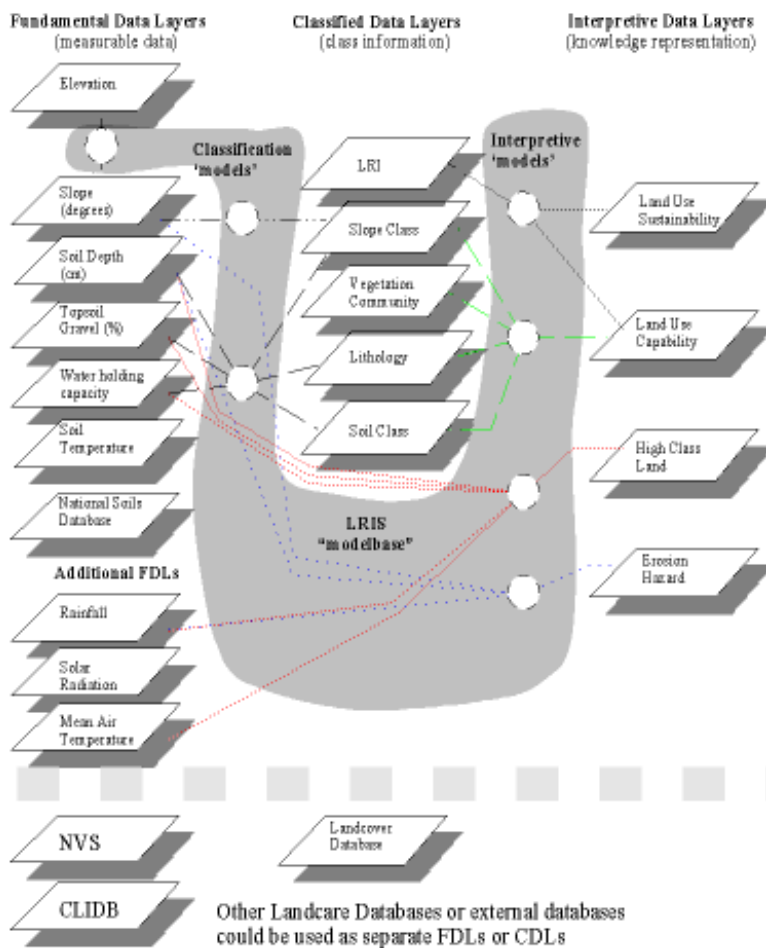 Fundamental Data Layers
(measurable data)
Classified Data Layers
(class information)
Interpretive Data Layers
(knowledge representation)
Elevation
Slope
(degrees)
Soil Depth
(cm)
Topsoil
Gravel (%)
Water holding
capacity
Soil
Temperature
National Soils
Database
Additional FDLs
Rainfall
Solar
Radiation
Mean Air
Temperature
Classification
'models'
LRI
Slope Class
Vegetation
Community
Lithology
Soil Class
LRIS
"modelbase"
Interpretive
'models'
Land Use
Sustainability
Land Use
Capability
High Class
Land
Erosion
Hazard
NVS
CLIDB
Landcover
Database
Other Landcare Databases or external databases
could be used as separate FDLs or CDLs